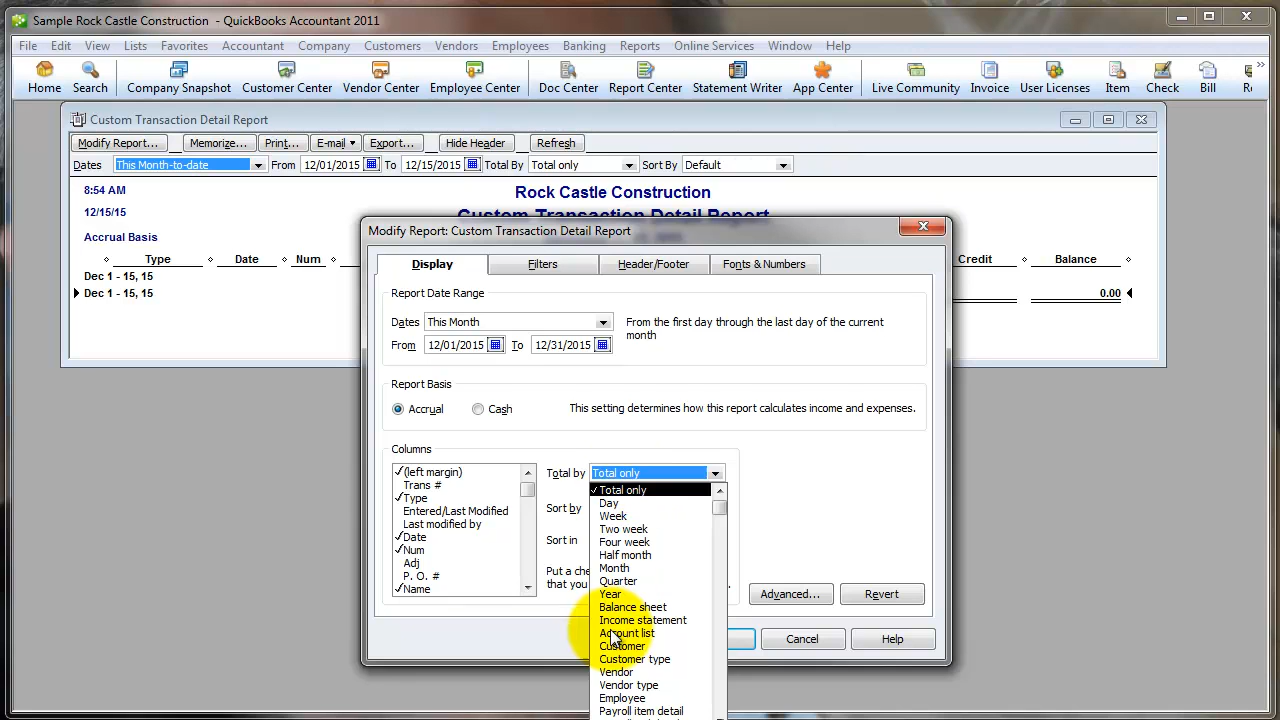 Sample Rock Castle Construction - QuickBooks Accountant 2011
File Edit View Lists Favorites Accountant Company Customers Vendors Employees Banking Reports Online Services Window Help
Home Search Company Snapshot Customer Center Vendor Center Employee Center Doc Center Report Center Statement Writer App Center Live Community Invoice User Licenses Item Check Bill
Custom Transaction Detail Report
Modify Report... Memorize... Print... E-mail Export... Hide Header Refresh
Dates This Month-to-date From 12/01/2015 To 12/15/2015 Total By Total only Sort By Default
8:54 AM
Rock Castle Construction
12/15/15
Custom Transaction Detail Report
Accrual Basis
Type Date Num Credit Balance
Dec 1 - 15, 15
Dec 1 - 15, 15 0.00
Modify Report: Custom Transaction Detail Report
Display Filters Header/Footer Fonts & Numbers
Report Date Range
Dates This Month
From the first day through the last day of the current
month
From 12/01/2015 To 12/31/2015
Report Basis
Accrual Cash This setting determines how this report calculates income and expenses.
Columns
(left margin)
Trans #
Type
Entered/Last Modified
Last modified by
Date
Num
Adj
P. O. #
Name
Total by Total only
Sort by
Sort in
Put a che
that you
Total only
Day
Week
Two week
Four week
Half month
Month
Quarter
Year
Balance sheet
Income statement
Account list
Customer
Customer type
Vendor
Vendor type
Employee
Payroll item detail
Advanced... Revert
Cancel Help